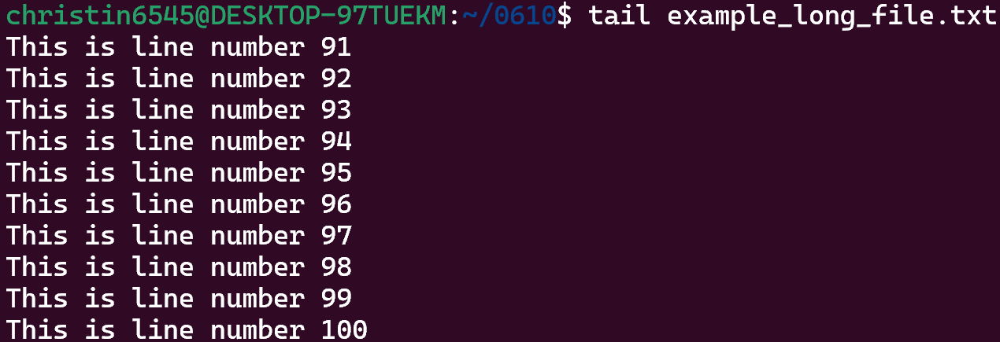 christin6545@DESKTOP-97TUEKM:~/0610$ tail example_long_file.txt
This is line number 91
This is line number 92
This is line number 93
This is line number 94
This is line number 95
This is line number 96
This is line number 97
This is line number 98
This is line number 99
This is line number 100